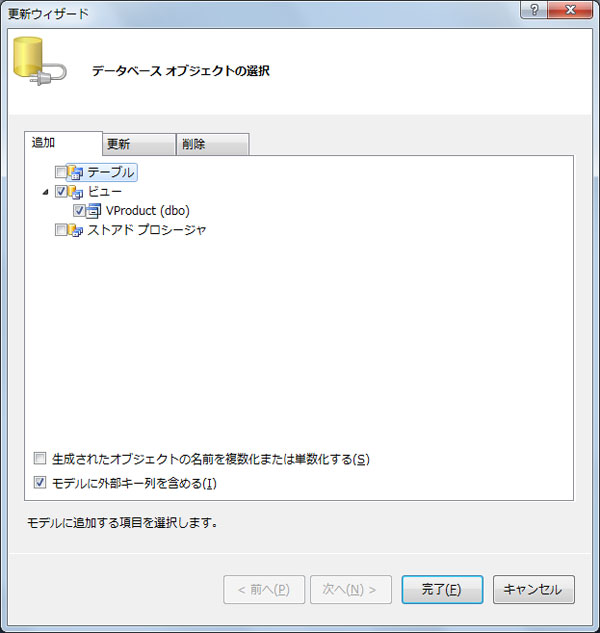 更新ウィザード
データベース オブジェクトの選択
追加 更新 削除
テーブル
ビュー
VProduct (dbo)
ストアド プロシージャ
生成されたオブジェクトの名前を複数化または単数化する(S)
モデルに外部キー列を含める(I)
モデルに追加する項目を選択します。
< 前へ(P) 次へ(N) > 完了(F) キャンセル